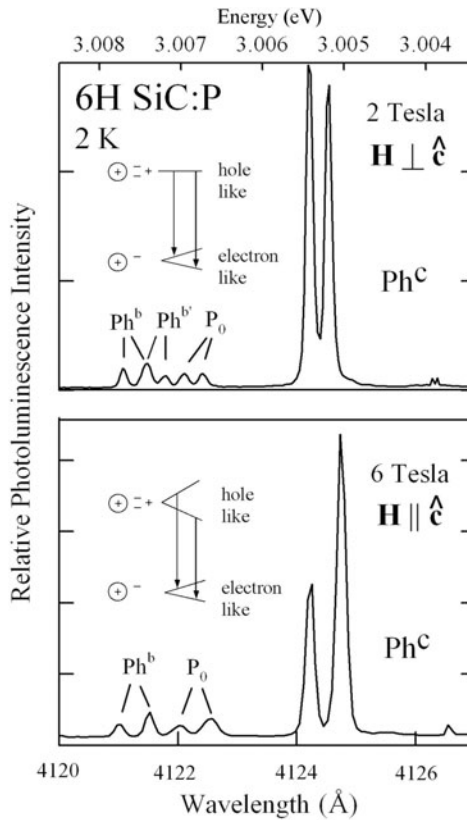 Energy (eV)
3.008 3.007 3.006 3.005 3.004
6H SiC:P
2 K
2 Tesla
H ⊥ ĉ
⊕ = + hole
like
⊕ − electron
like
Ph^c
Ph^b Ph^b' P₀
Relative Photoluminescence Intensity
6 Tesla
H || ĉ
⊕ = + hole
like
⊕ − electron
like
Ph^c
Ph^b P₀
4120 4122 4124 4126
Wavelength (Å)